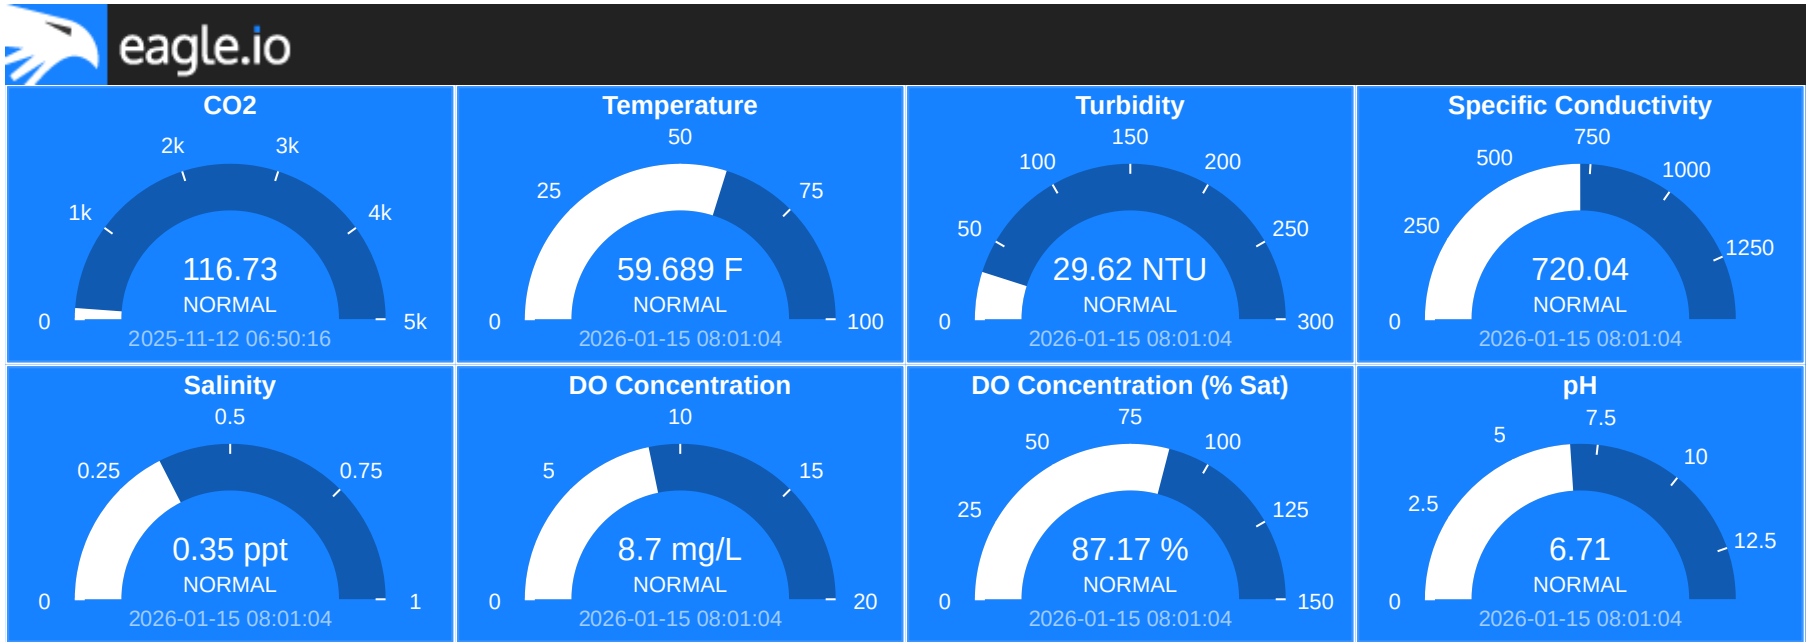 eagle.io
CO2
0
1k
2k
3k
4k
5k
116.73
NORMAL
2025-11-12 06:50:16
Temperature
0
25
50
75
100
59.689 F
NORMAL
2026-01-15 08:01:04
Turbidity
0
50
100
150
200
250
300
29.62 NTU
NORMAL
2026-01-15 08:01:04
Specific Conductivity
0
250
500
750
1000
1250
720.04
NORMAL
2026-01-15 08:01:04
Salinity
0
0.25
0.5
0.75
1
0.35 ppt
NORMAL
2026-01-15 08:01:04
DO Concentration
0
5
10
15
20
8.7 mg/L
NORMAL
2026-01-15 08:01:04
DO Concentration (% Sat)
0
25
50
75
100
125
150
87.17 %
NORMAL
2026-01-15 08:01:04
pH
0
2.5
5
7.5
10
12.5
6.71
NORMAL
2026-01-15 08:01:04